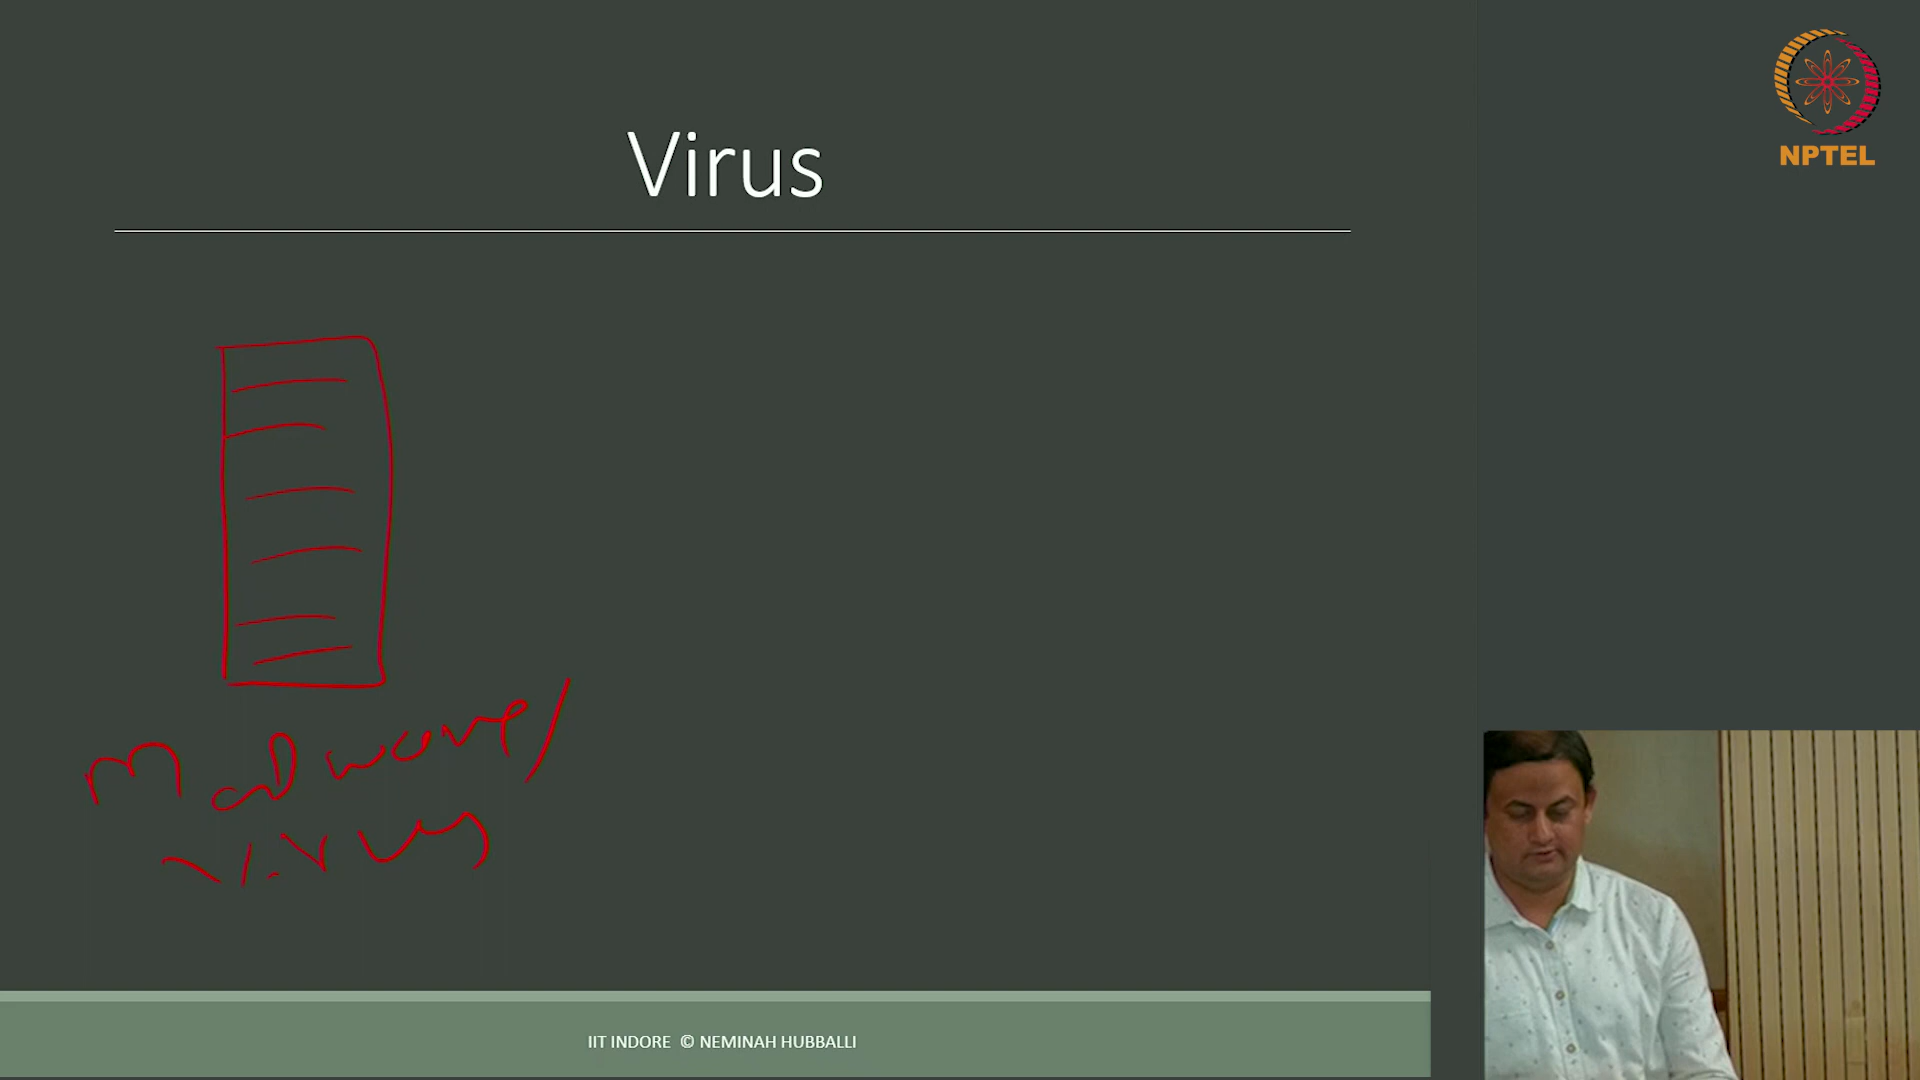 Virus
NPTEL
Malware/
virus
IIT INDORE © NEMINAH HUBBALLI